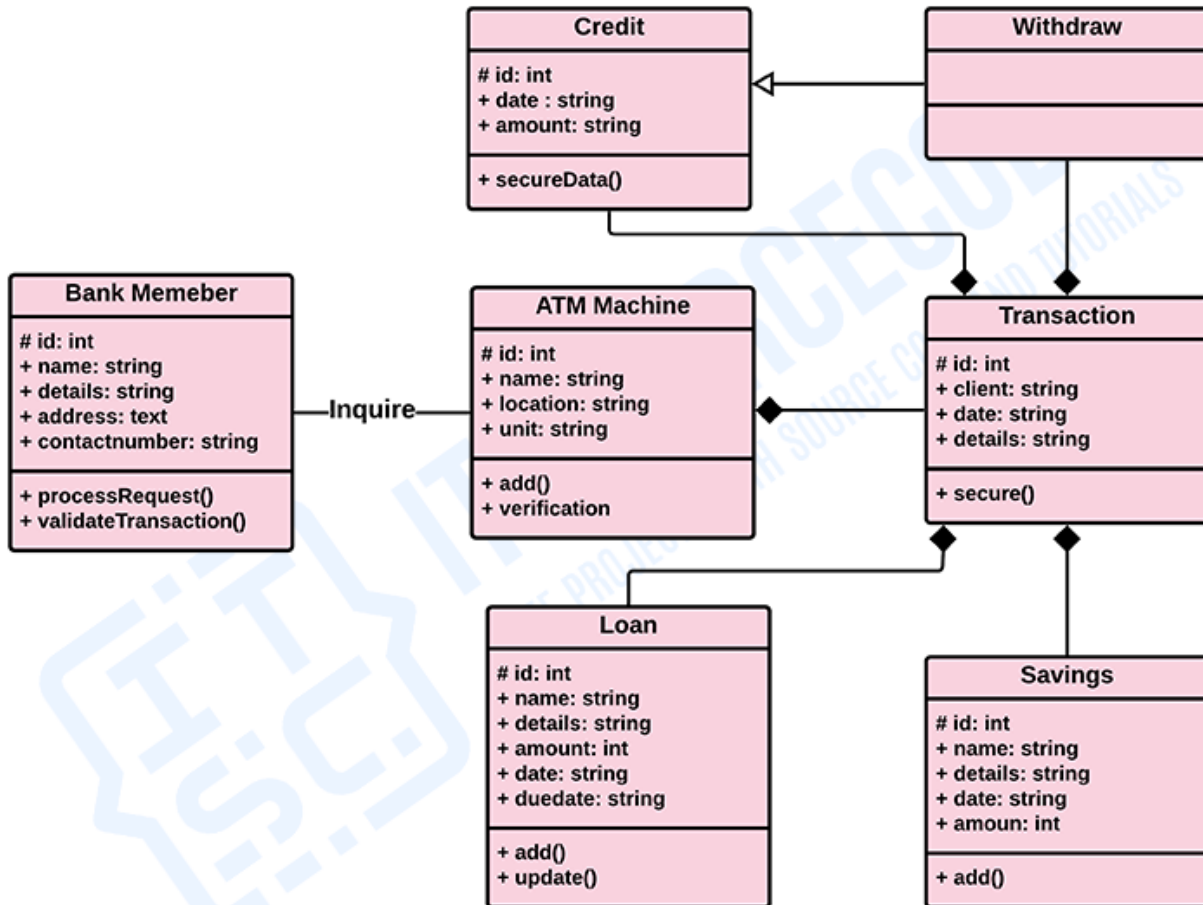 Credit
# id: int
+ date : string
+ amount: string
+ secureData()
Withdraw
Bank Memeber
# id: int
+ name: string
+ details: string
+ address: text
+ contactnumber: string
+ processRequest()
+ validateTransaction()
Inquire
ATM Machine
# id: int
+ name: string
+ location: string
+ unit: string
+ add()
+ verification
Transaction
# id: int
+ client: string
+ date: string
+ details: string
+ secure()
Loan
# id: int
+ name: string
+ details: string
+ amount: int
+ date: string
+ duedate: string
+ add()
+ update()
Savings
# id: int
+ name: string
+ details: string
+ date: string
+ amoun: int
+ add()